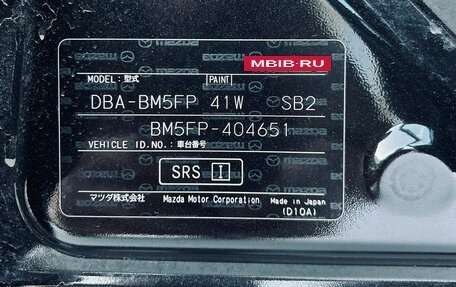 MBIB.RU
MODEL:型式 PAINT
DBA-BM5FP 41W SB2
BM5FP-404651
VEHICLE ID.NO.:車台番号
SRS I
マツダ株式会社 Mazda Motor Corporation Made in Japan
(D10A)